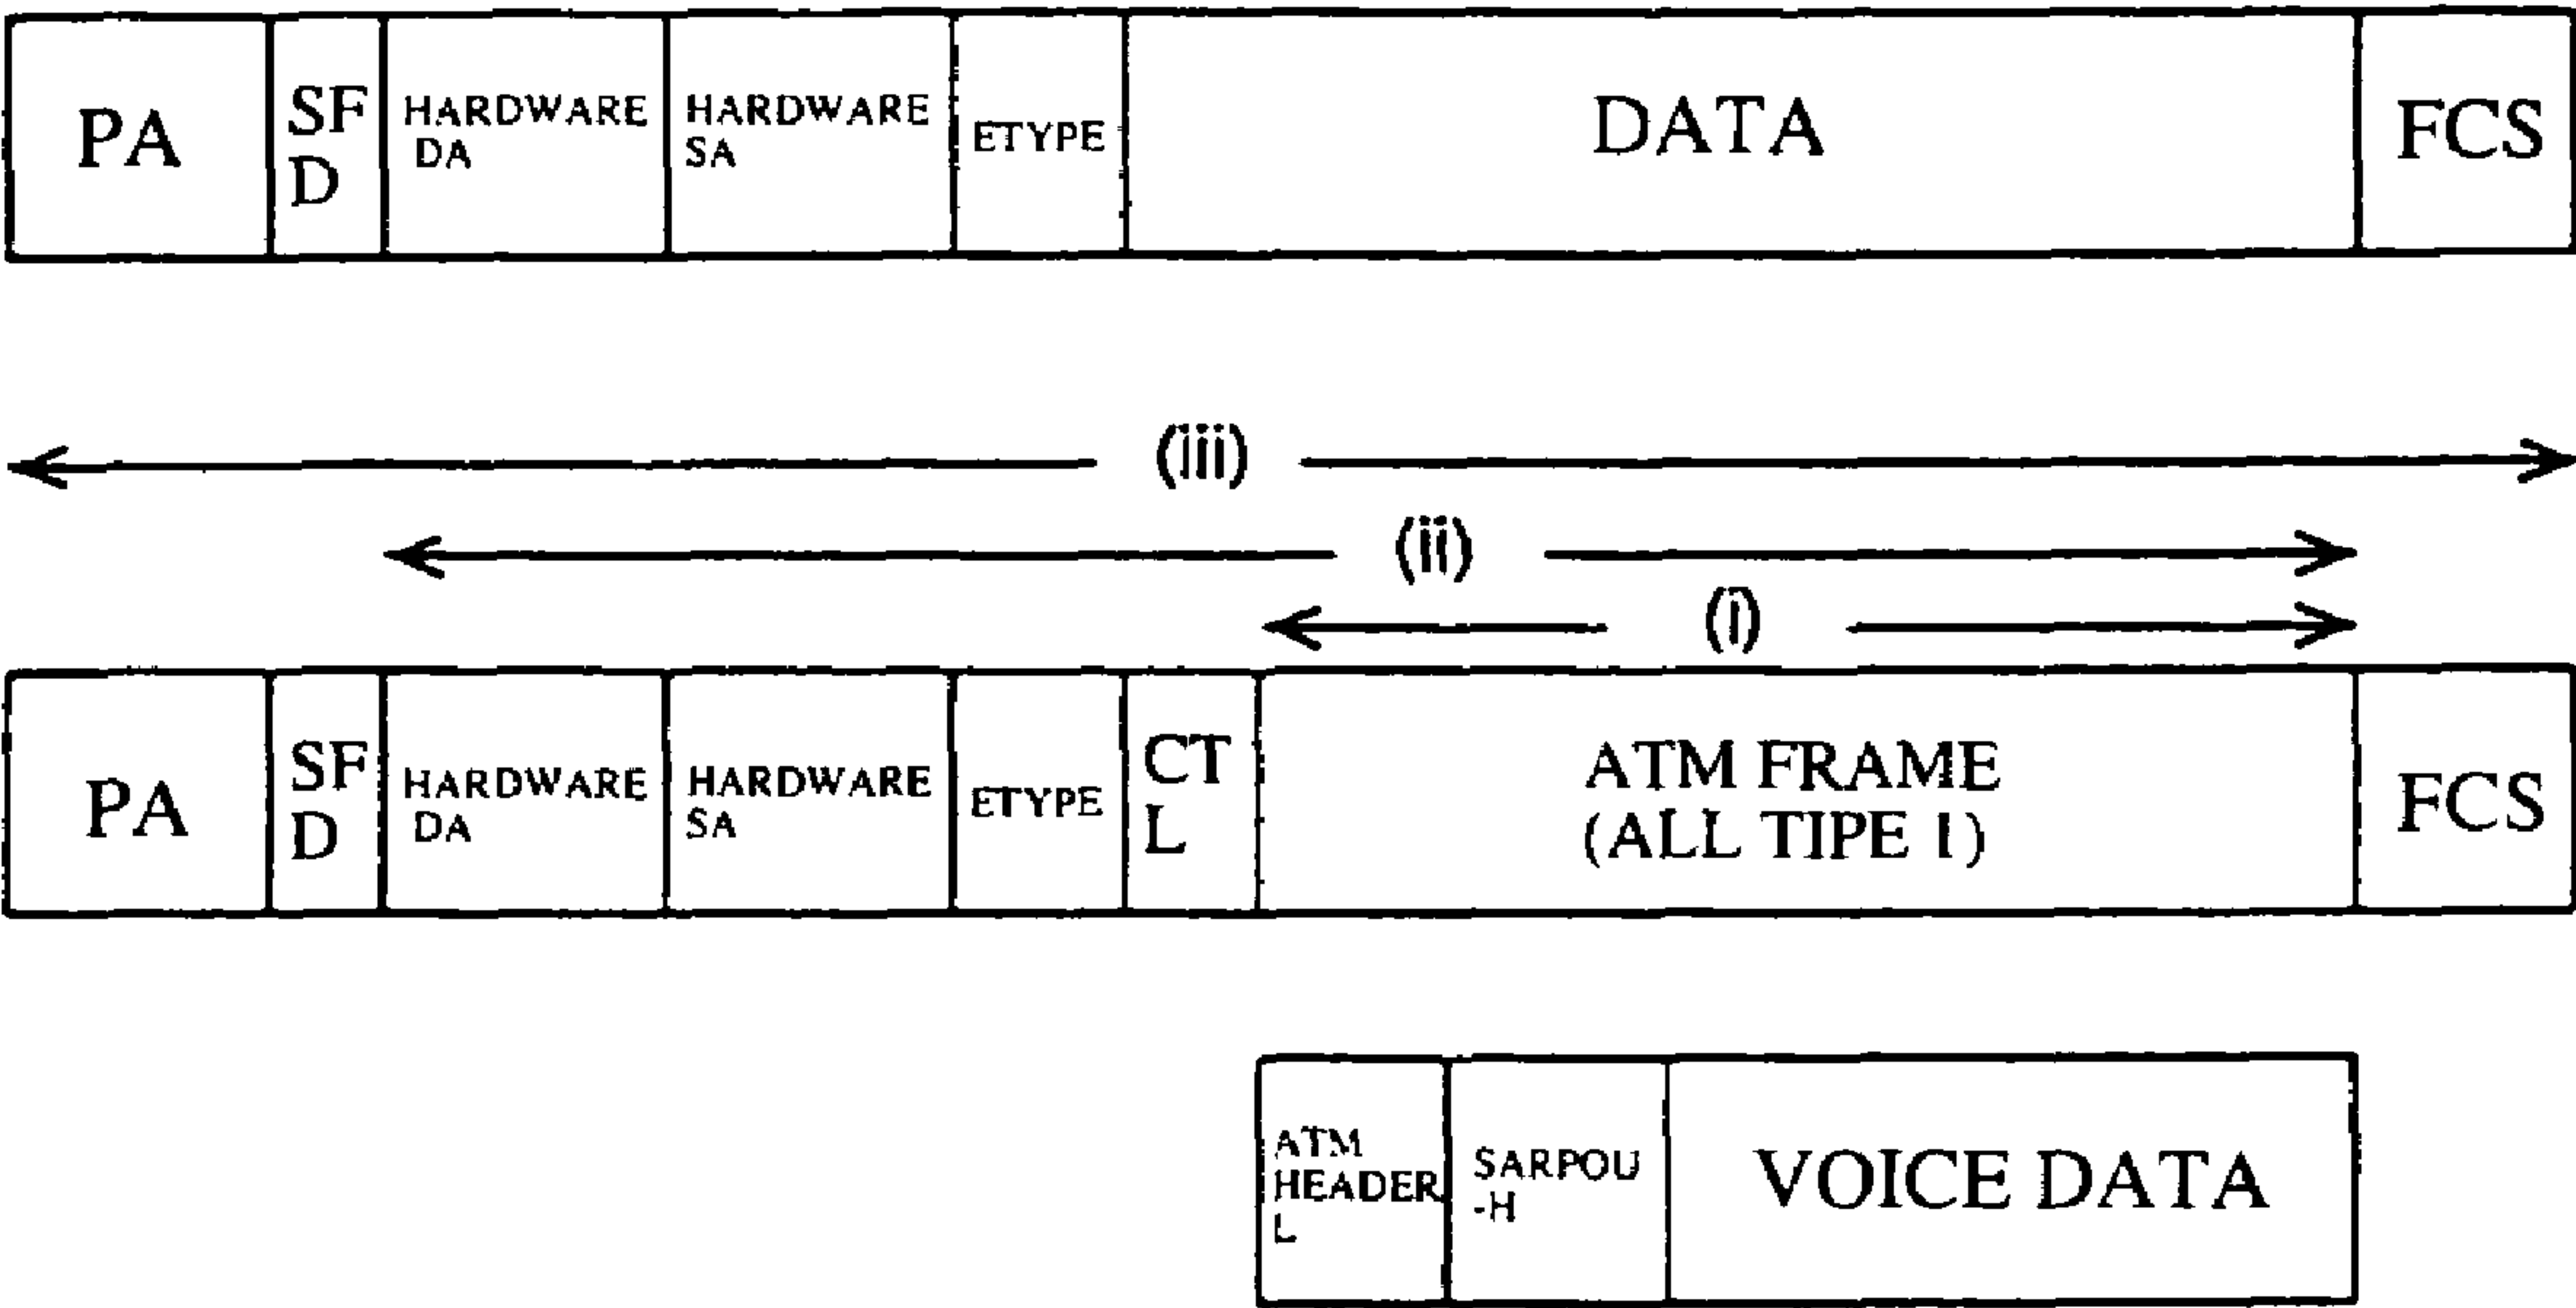 PA
SF
D
HARDWARE
DA
HARDWARE
SA
ETYPE
DATA
FCS
(iii)
(ii)
(i)
PA
SF
D
HARDWARE
DA
HARDWARE
SA
ETYPE
CT
L
ATM FRAME
(ALL TIPE 1)
FCS
ATM
HEADER
L
SARPOU
-H
VOICE DATA